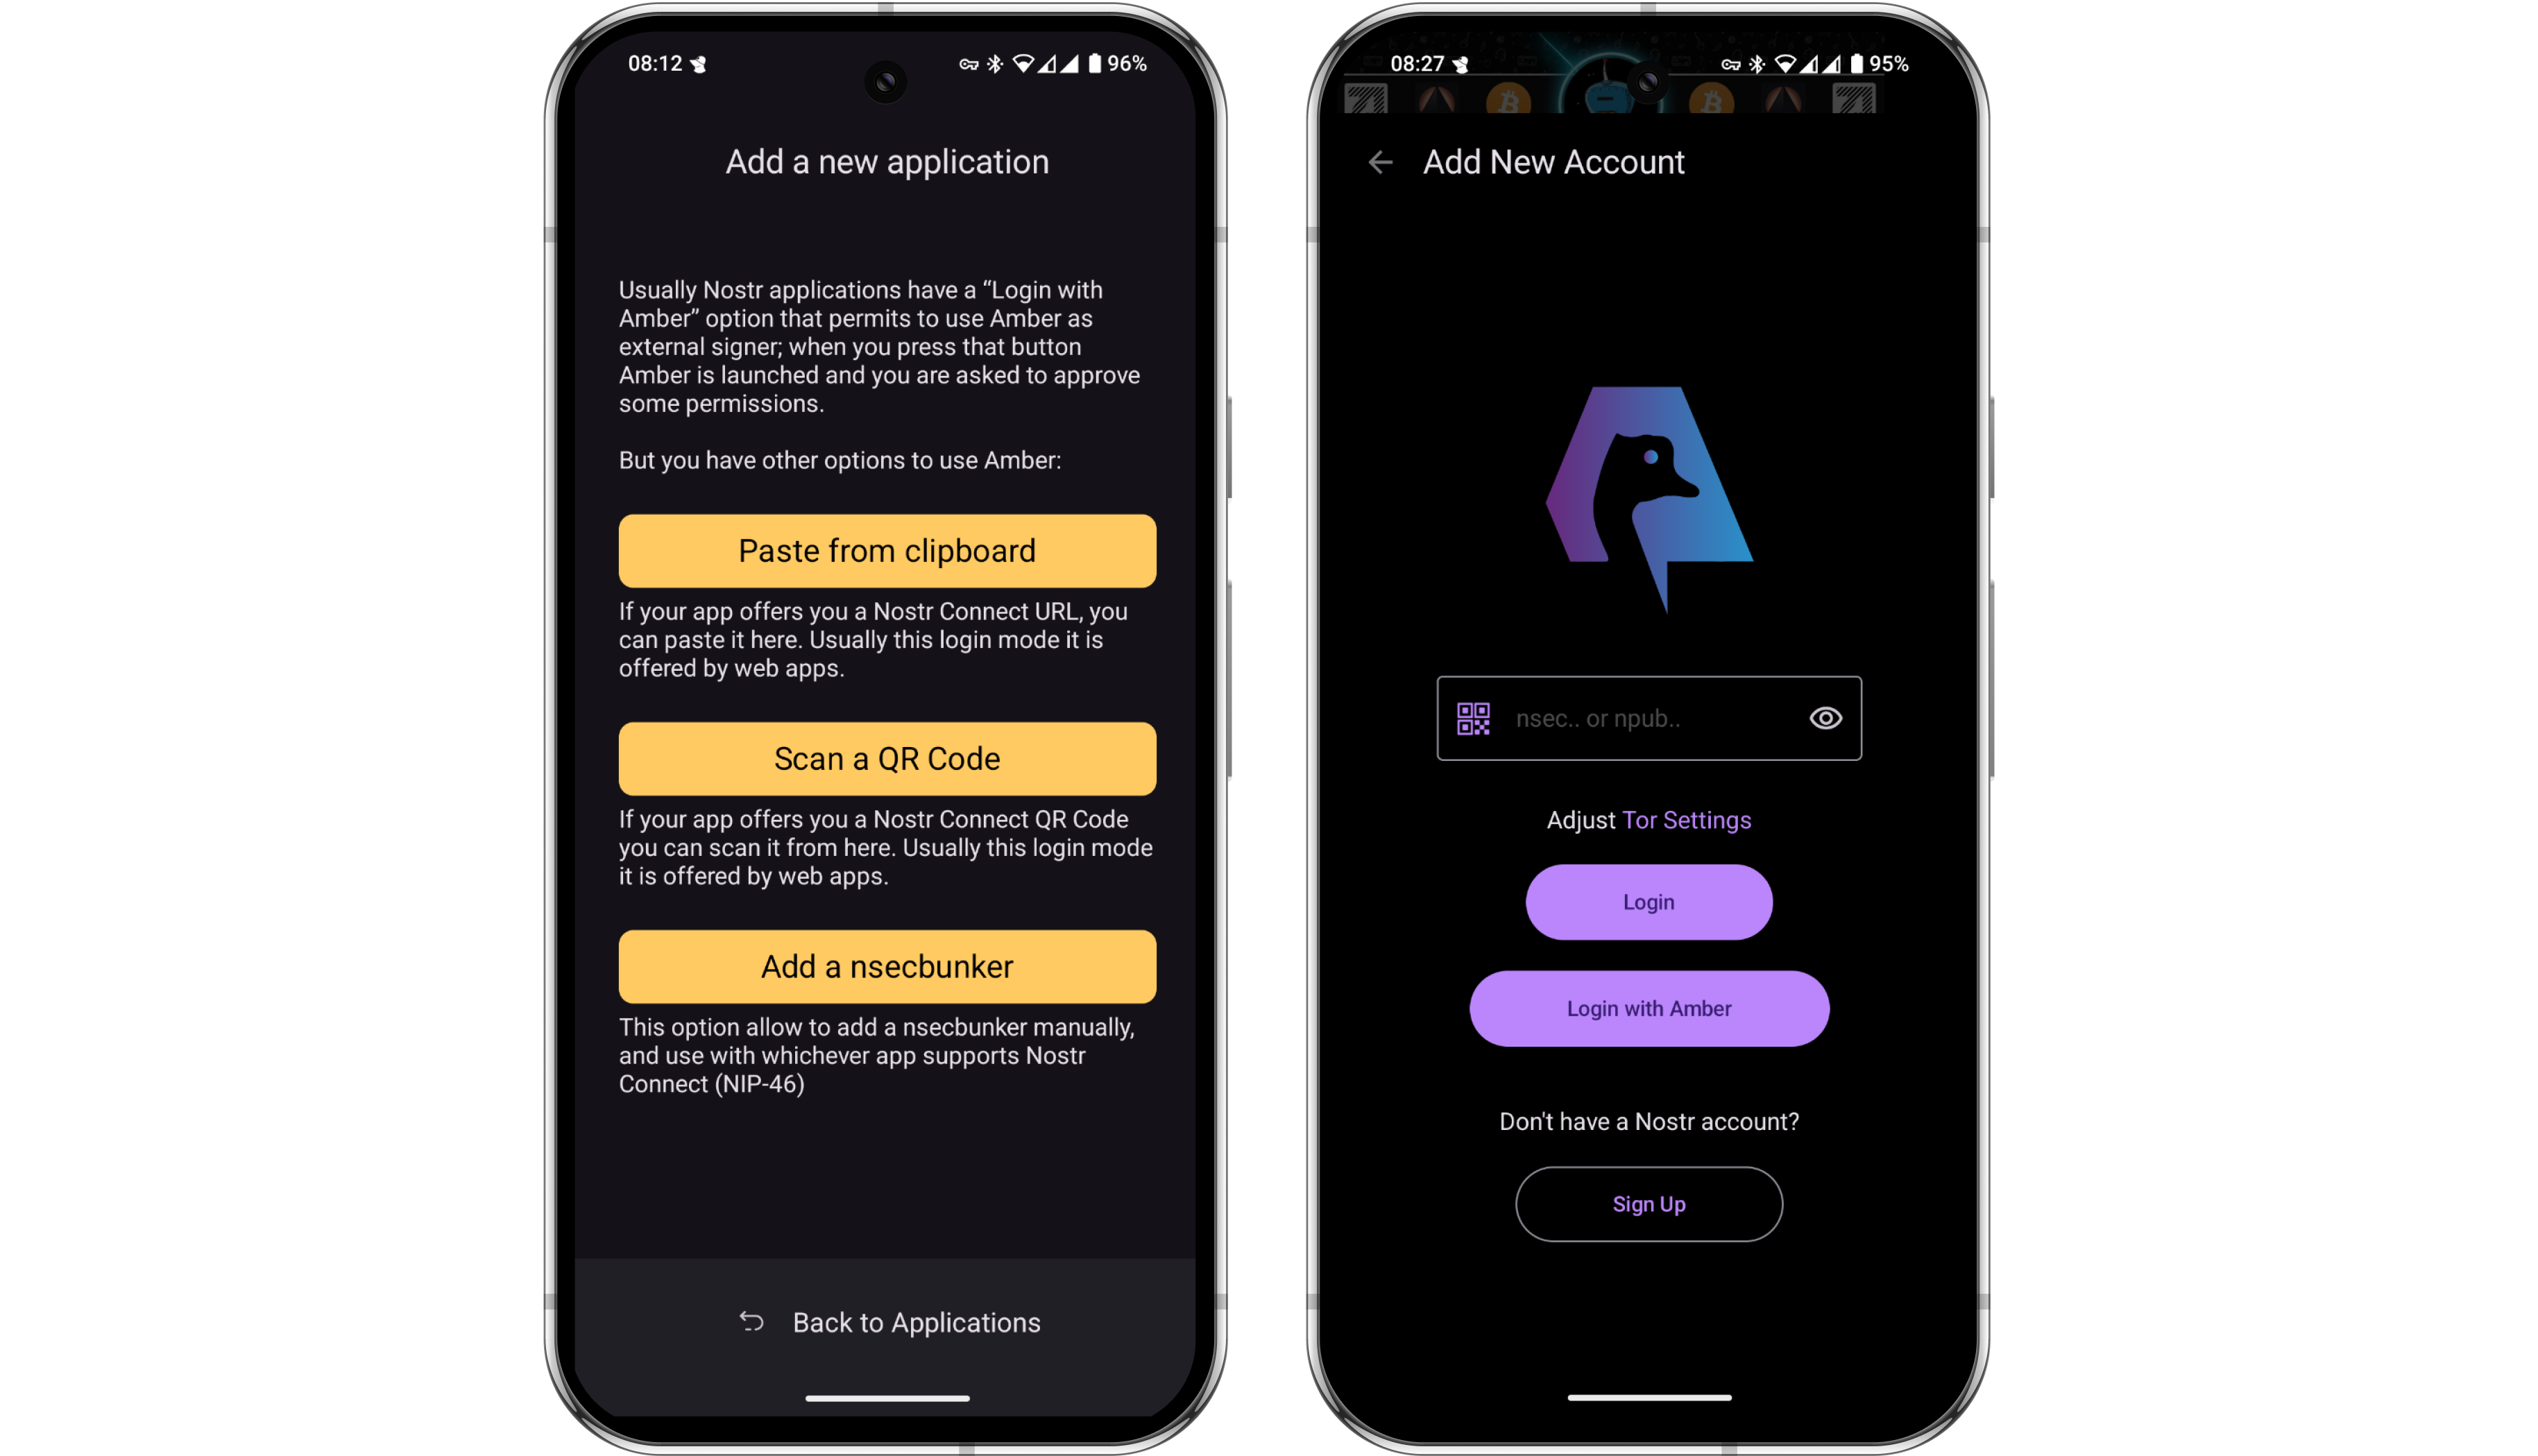 08:12
96%
Add a new application
Usually Nostr applications have a “Login with
Amber” option that permits to use Amber as
external signer; when you press that button
Amber is launched and you are asked to approve
some permissions.
But you have other options to use Amber:
Paste from clipboard
If your app offers you a Nostr Connect URL, you
can paste it here. Usually this login mode it is
offered by web apps.
Scan a QR Code
If your app offers you a Nostr Connect QR Code
you can scan it from here. Usually this login mode
it is offered by web apps.
Add a nsecbunker
This option allow to add a nsecbunker manually,
and use with whichever app supports Nostr
Connect (NIP-46)
Back to Applications
08:27
95%
Add New Account
nsec.. or npub..
Adjust Tor Settings
Login
Login with Amber
Don't have a Nostr account?
Sign Up